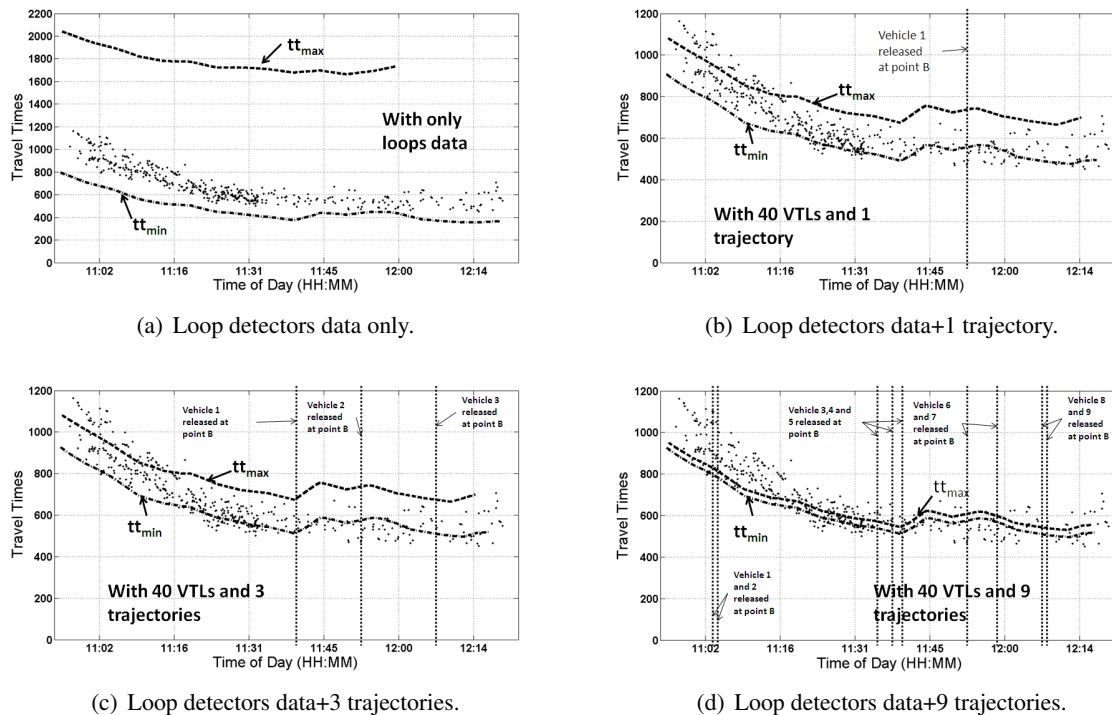 2200
2000
1800
1600
1400
1200
1000
800
600
400
200
0
Travel Times
tt_max
With only
loops data
tt_min
11:02 11:16 11:31 11:45 12:00 12:14
Time of Day (HH:MM)
(a) Loop detectors data only.
1200
1000
800
600
400
200
0
Travel Times
Vehicle 1
released
at point B
tt_max
tt_min
With 40 VTLs and 1
trajectory
11:02 11:16 11:31 11:45 12:00 12:14
Time of Day (HH:MM)
(b) Loop detectors data+1 trajectory.
1200
1000
800
600
400
200
0
Travel Times
Vehicle 1
released at
point B
Vehicle 2
released
at point B
Vehicle 3
released
at point B
tt_max
tt_min
With 40 VTLs and 3
trajectories
11:02 11:16 11:31 11:45 12:00 12:14
Time of Day (HH:MM)
(c) Loop detectors data+3 trajectories.
1200
1000
800
600
400
200
0
Travel Times
Vehicle 3,4 and
5 released at
point B
Vehicle 6
and 7
released
at point B
Vehicle 8
and 9
released
at point B
tt_max
tt_min
Vehicle 1
and 2
released
at point B
With 40 VTLs and 9
trajectories
11:02 11:16 11:31 11:45 12:00 12:14
Time of Day (HH:MM)
(d) Loop detectors data+9 trajectories.